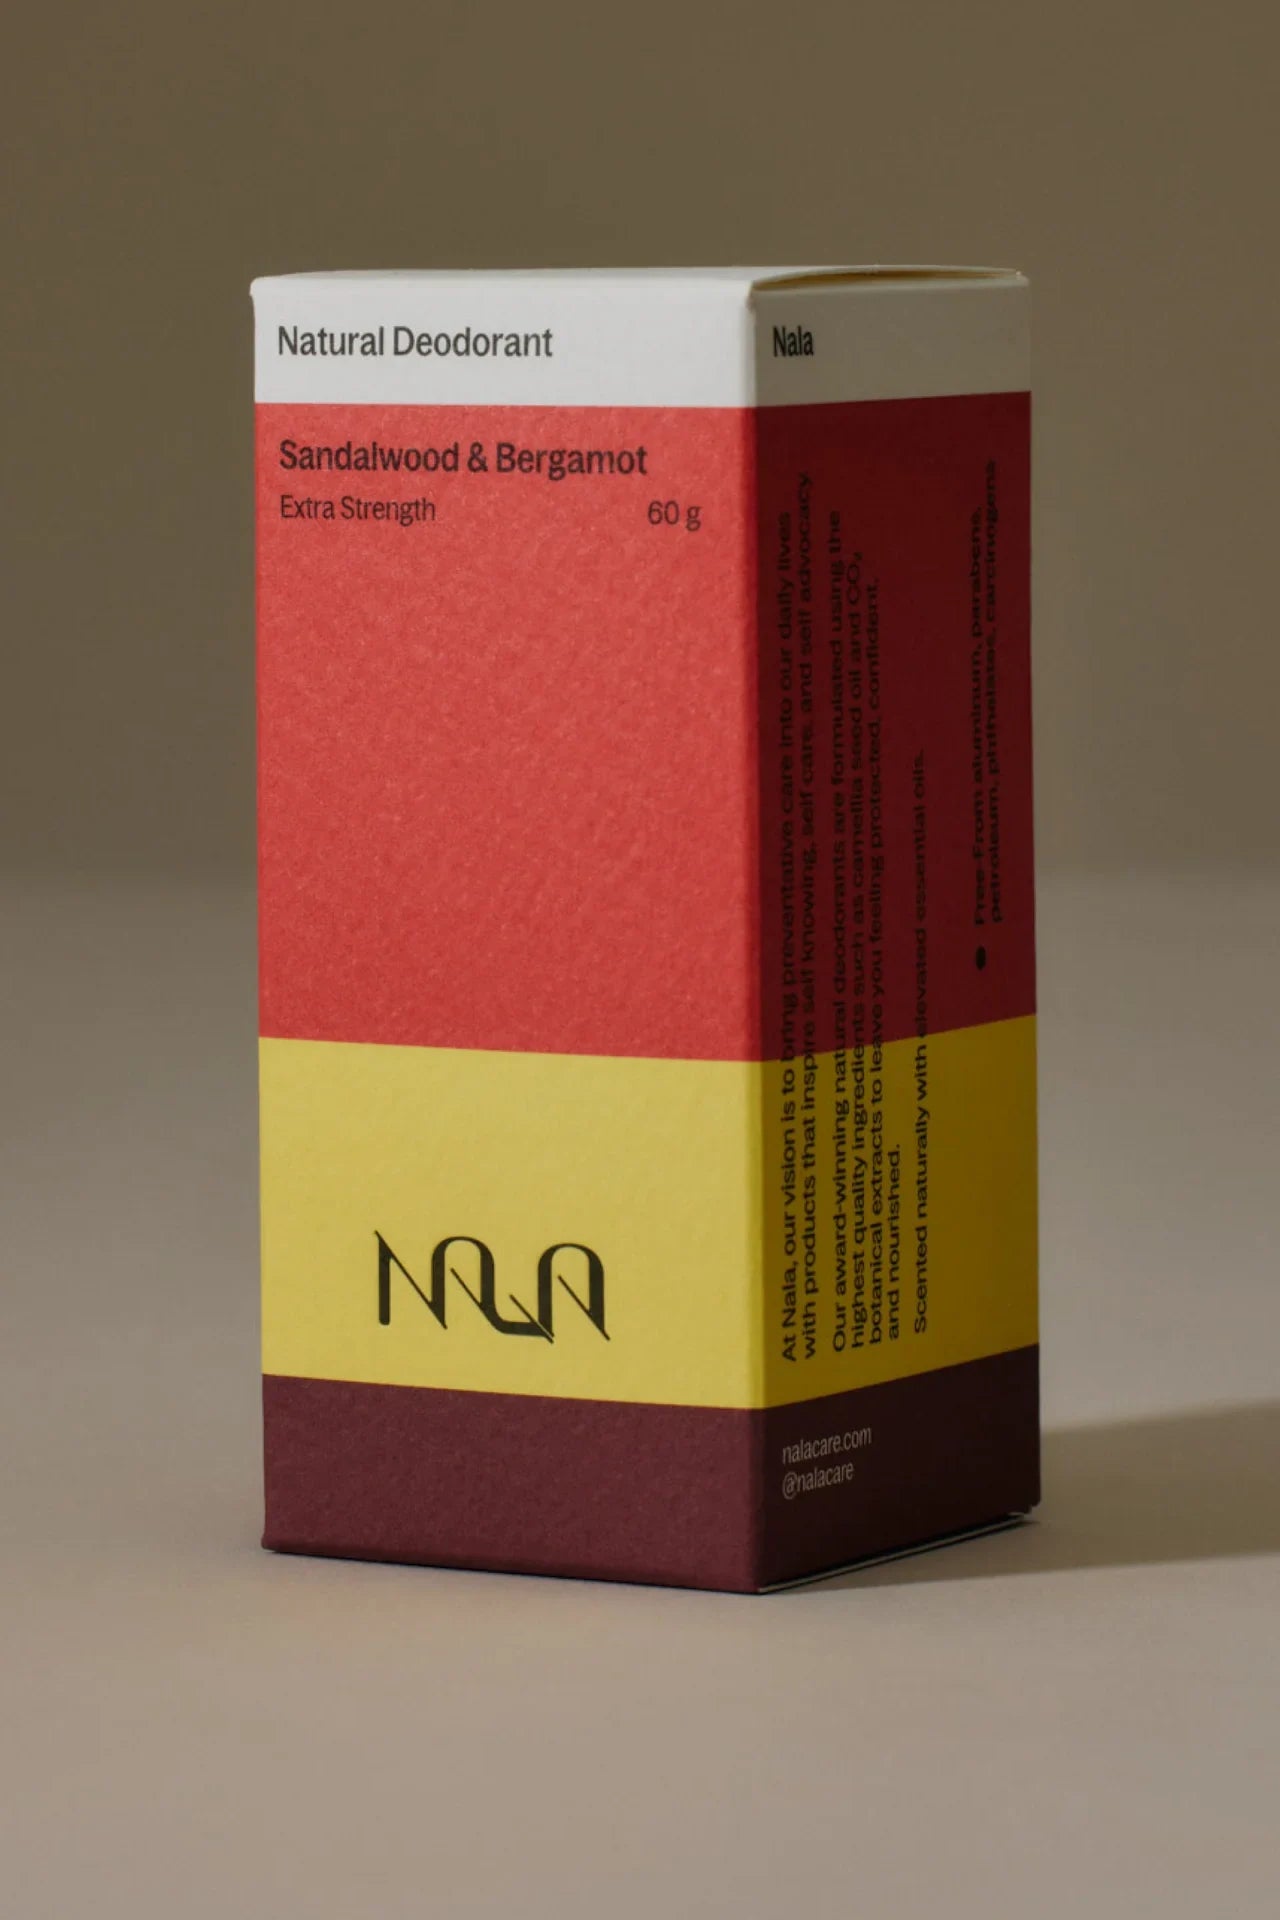 Natural Deodorant
Sandalwood & Bergamot
Extra Strength
60 g
NALA
Nala
At Nala, our vision is to bring preventative care into our daily lives
with products that inspire self knowing, self care, and self advocacy.
Our award-winning natural deodorants are formulated using the
highest quality ingredients such as camellia seed oil and CO₂
botanical extracts to leave you feeling protected, confident,
and nourished.
Scented naturally with elevated essential oils.
Free-From aluminum, parabens,
petroleum, phthalates, carcinogens
nalacare.com
@nalacare